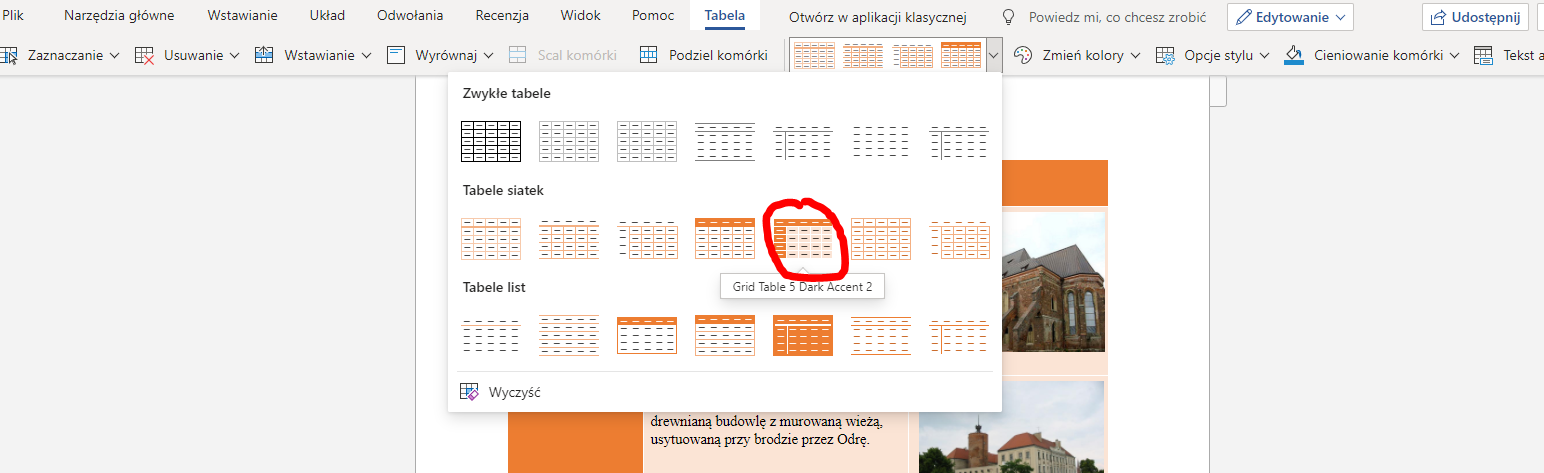 Plik Narzędzia główne Wstawianie Układ Odwołania Recenzja Widok Pomoc Tabela Otwórz w aplikacji klasycznej Powiedz mi, co chcesz zrobić Edytowanie Udostępnij
Zaznaczanie Usuwanie Wstawianie Wyrównaj Scal komórki Podziel komórki Zmień kolory Opcje stylu Cieniowanie komórki Tekst a
Zwykłe tabele
Tabele siatek
Grid Table 5 Dark Accent 2
Tabele list
Wyczyść
drewnianą budowlę z murowaną wieżą,
usytuowaną przy brodzie przez Odrę.